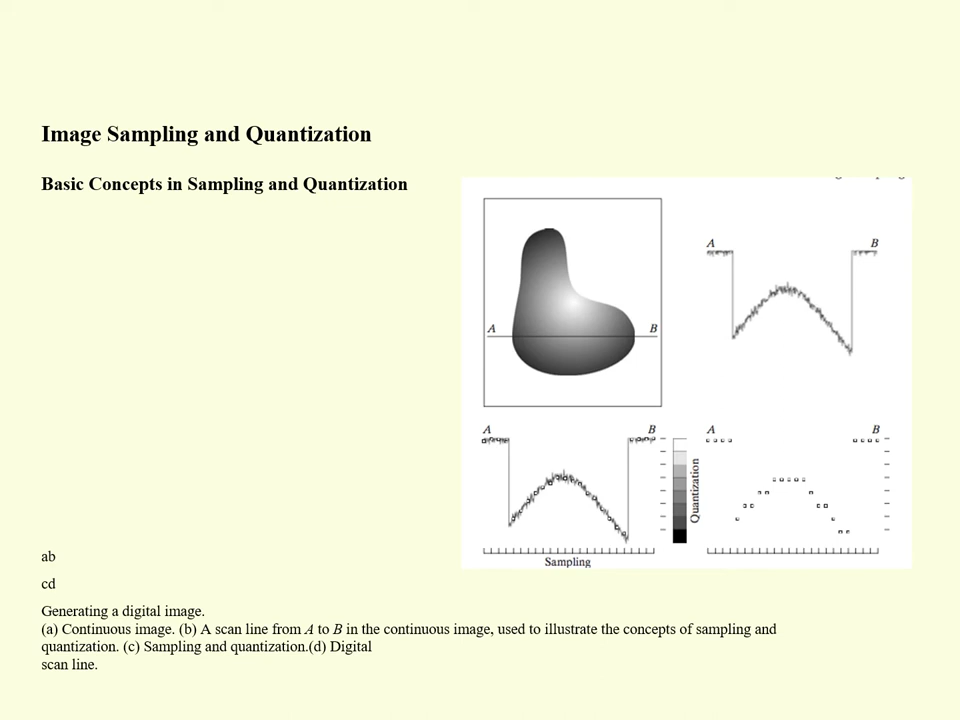 Image Sampling and Quantization
Basic Concepts in Sampling and Quantization
A
B
A
B
A
B
Quantization
Sampling
A
B
ab
cd
Generating a digital image.
(a) Continuous image. (b) A scan line from A to B in the continuous image, used to illustrate the concepts of sampling and
quantization. (c) Sampling and quantization.(d) Digital
scan line.